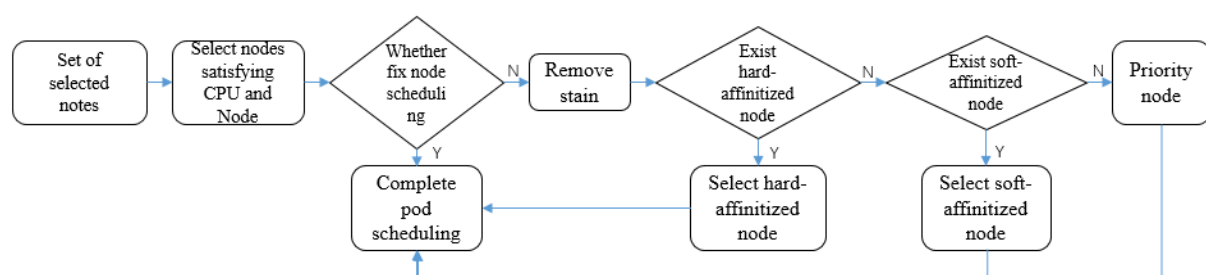 Set of
selected
notes
Select nodes
satisfying
CPU and
Node
Whether
fix node
scheduli
ng
N
Remove
stain
Exist
hard-
affinitized
node
N
Exist soft-
affinitized
node
N
Priority
node
Y
Complete
pod
scheduling
Y
Select hard-
affinitized
node
Y
Select soft-
affinitized
node